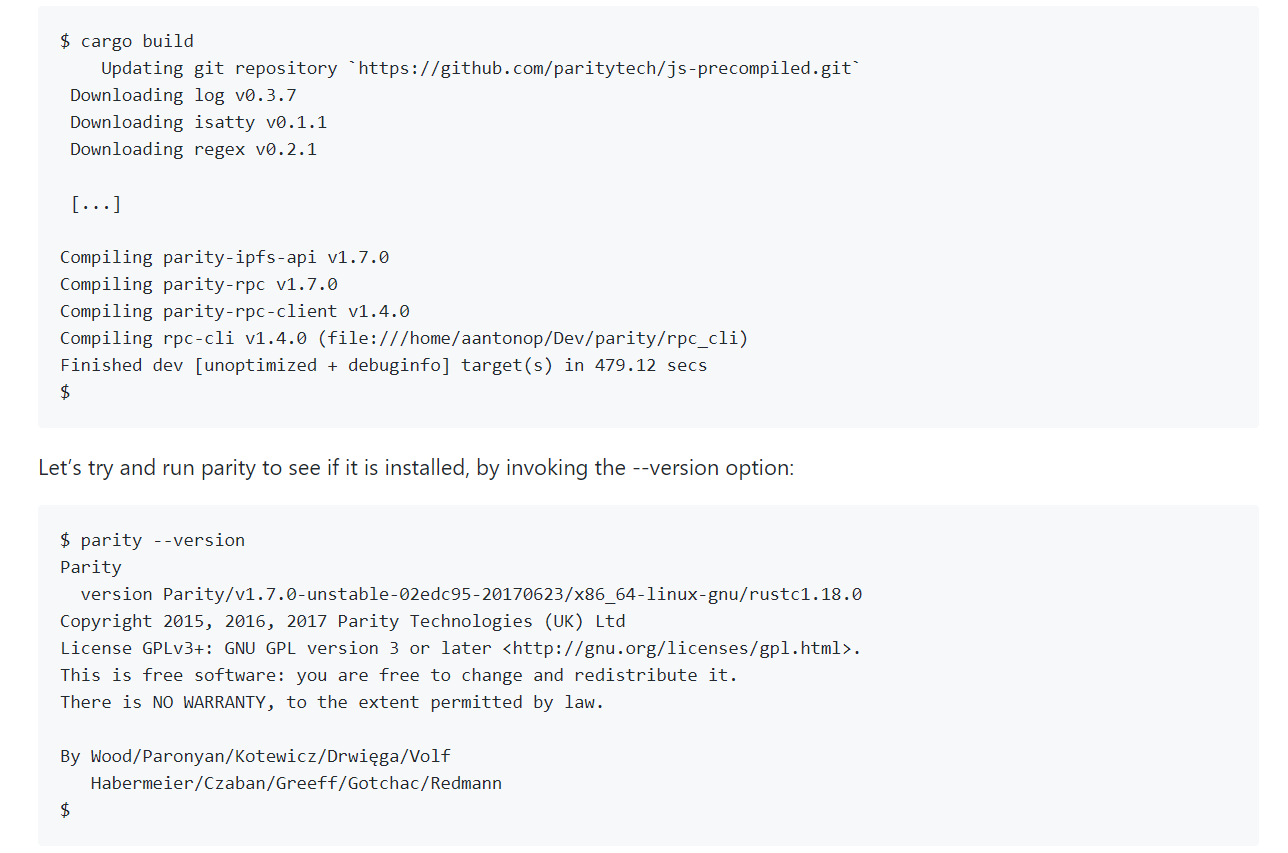 $ cargo build
    Updating git repository `https://github.com/paritytech/js-precompiled.git`
 Downloading log v0.3.7
 Downloading isatty v0.1.1
 Downloading regex v0.2.1
 [...]
Compiling parity-ipfs-api v1.7.0
Compiling parity-rpc v1.7.0
Compiling parity-rpc-client v1.4.0
Compiling rpc-cli v1.4.0 (file:///home/aantonop/Dev/parity/rpc_cli)
Finished dev [unoptimized + debuginfo] target(s) in 479.12 secs
$
Let’s try and run parity to see if it is installed, by invoking the --version option:
$ parity --version
Parity
  version Parity/v1.7.0-unstable-02edc95-20170623/x86_64-linux-gnu/rustc1.18.0
Copyright 2015, 2016, 2017 Parity Technologies (UK) Ltd
License GPLv3+: GNU GPL version 3 or later <http://gnu.org/licenses/gpl.html>.
This is free software: you are free to change and redistribute it.
There is NO WARRANTY, to the extent permitted by law.
By Wood/Paronyan/Kotewicz/Drwięga/Volf
   Habermeier/Czaban/Greeff/Gotchac/Redmann
$